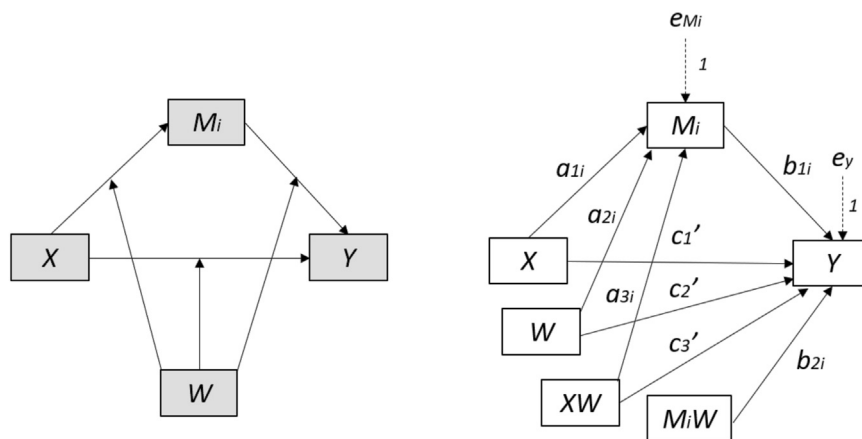 Mi
X
Y
W
eMi
1
Mi
a1i
b1i
ey
1
a2i
X
c1’
Y
a3i
c2’
W
c3’
b2i
XW
MiW